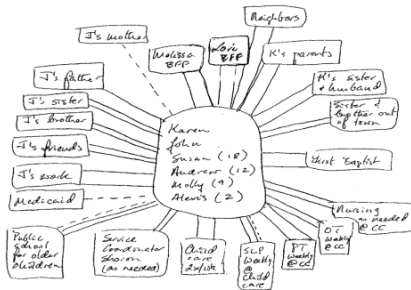 Neighbors
J's mother
Melissa
BFF
Lori
BFF
K's parents
J's father
K's sister
& husband
J's sister
Sister &
brother out
of town
J's brother
Karen
John
Susan (18)
Andrew (12)
Molly (9)
Alexis (2)
J's friends
First Baptist
J's work
Medicaid
Nursing
as needed
@ CC
Public
school
for older
children
Service
Coordinator
Sharon
(as needed)
Child
care
2x/wk
SLP
weekly
@
Child
care
PT
weekly
@ CC
OT
weekly
@ CC